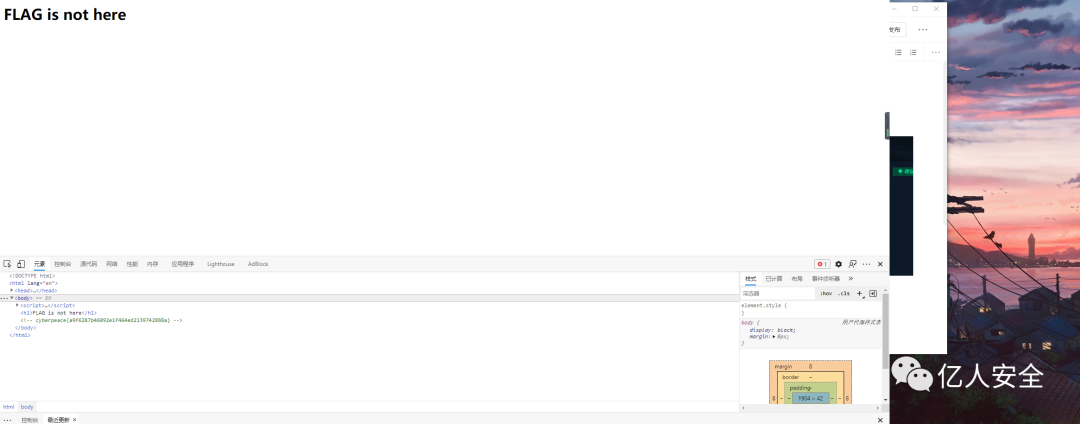 FLAG is not here
发布
元素 控制台 源代码 网络 性能 内存 应用程序 Lighthouse AdBlock
1
<!DOCTYPE html>
<html lang="en">
<head>…</head>
<body> == $0
<script>…</script>
<h1>FLAG is not here</h1>
</body>
</html>
样式 已计算 布局 事件侦听器 »
筛选器 :hov .cls +
element.style {
}
body { 用户代理样式表
display: block;
margin: 8px;
}
margin 8
border –
padding-
8 – – 1904 × 42 – – 8
html body
控制台 最近更新 ×
亿人安全